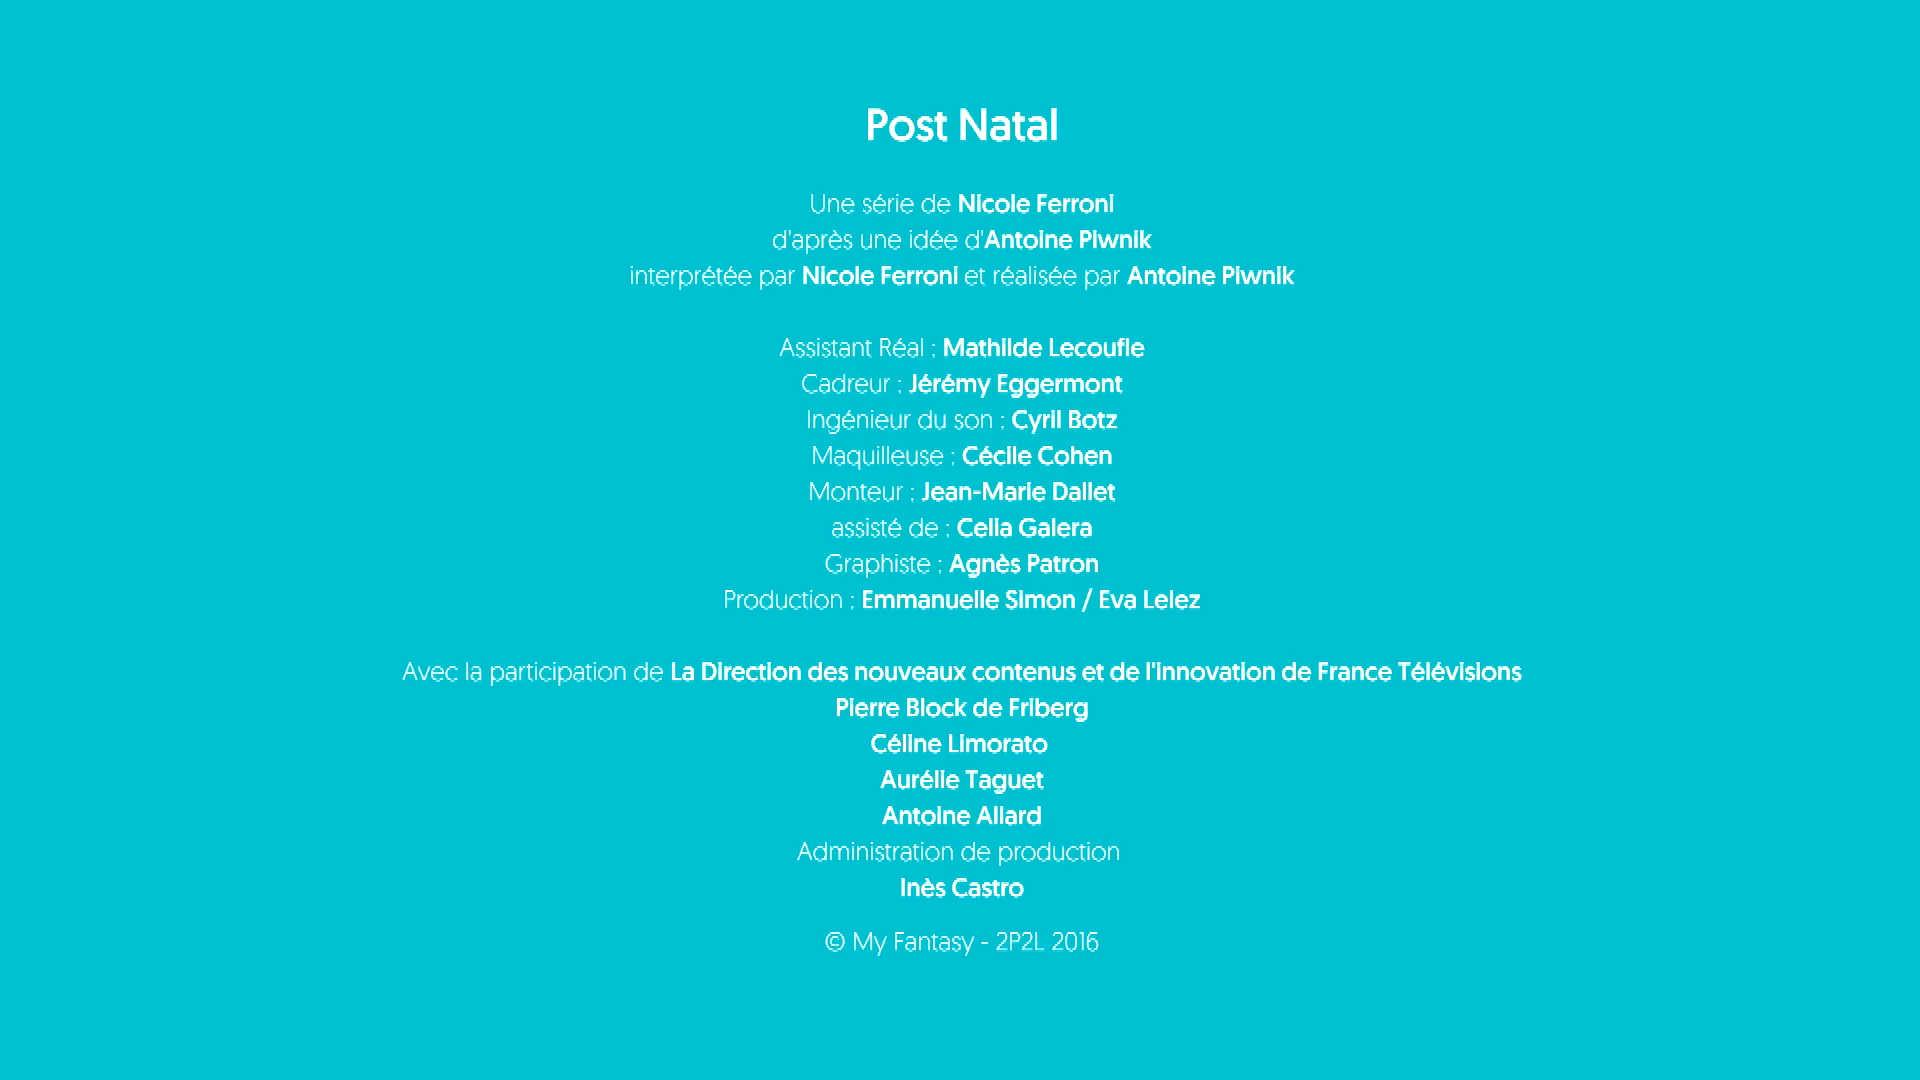 Post Natal
Une série de Nicole Ferroni
d'après une idée d'Antoine Piwnik
interprétée par Nicole Ferroni et réalisée par Antoine Piwnik
Assistant Réal : Mathilde Lecoufle
Cadreur : Jérémy Eggermont
Ingénieur du son : Cyril Botz
Maquilleuse : Cécile Cohen
Monteur : Jean-Marie Dallet
assisté de : Celia Galera
Graphiste : Agnès Patron
Production : Emmanuelle Simon / Eva Lelez
Avec la participation de La Direction des nouveaux contenus et de l'Innovation de France Télévisions
Pierre Block de Friberg
Céline Limorato
Aurélie Taguet
Antoine Allard
Administration de production
Inès Castro
© My Fantasy - 2P2L 2016